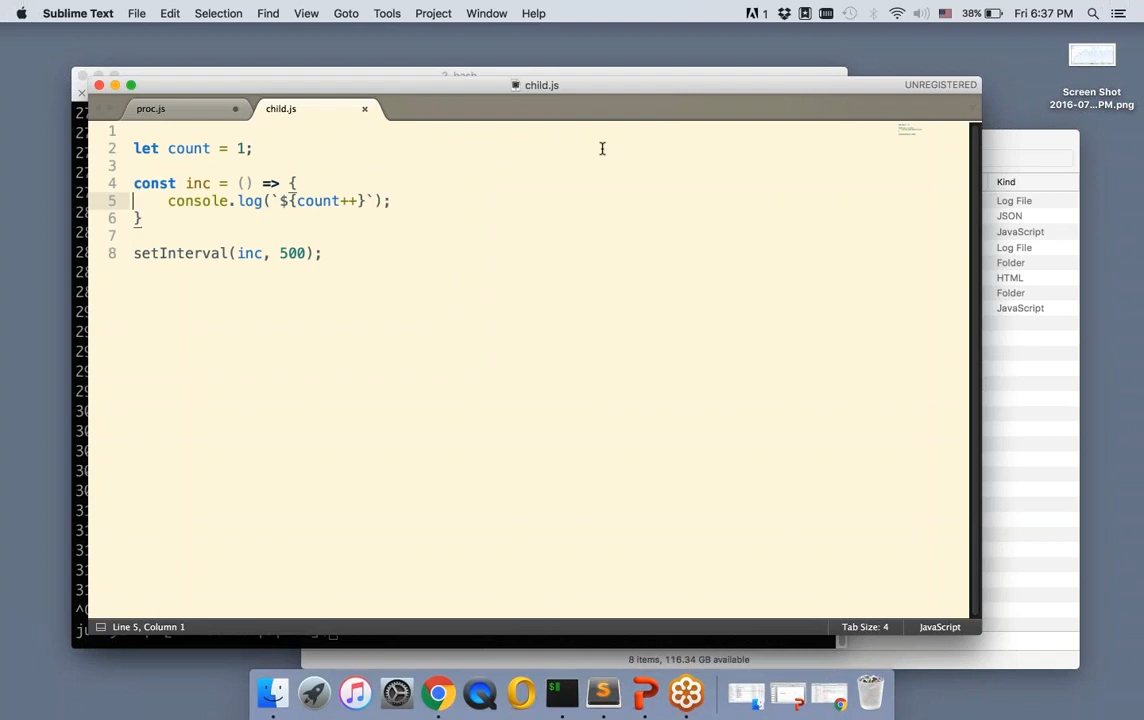 Sublime Text File Edit Selection Find View Goto Tools Project Window Help 1 38% Fri 6:37 PM
Screen Shot
2016-07...PM.png
2. bash
child.js UNREGISTERED
proc.js child.js
1
2 let count = 1;
3
4 const inc = () => {
5 console.log(`${count++}`);
6 }
7
8 setInterval(inc, 500);
Kind
Log File
JSON
JavaScript
Log File
Folder
HTML
Folder
JavaScript
Line 5, Column 1 Tab Size: 4 JavaScript
8 items, 116.34 GB available